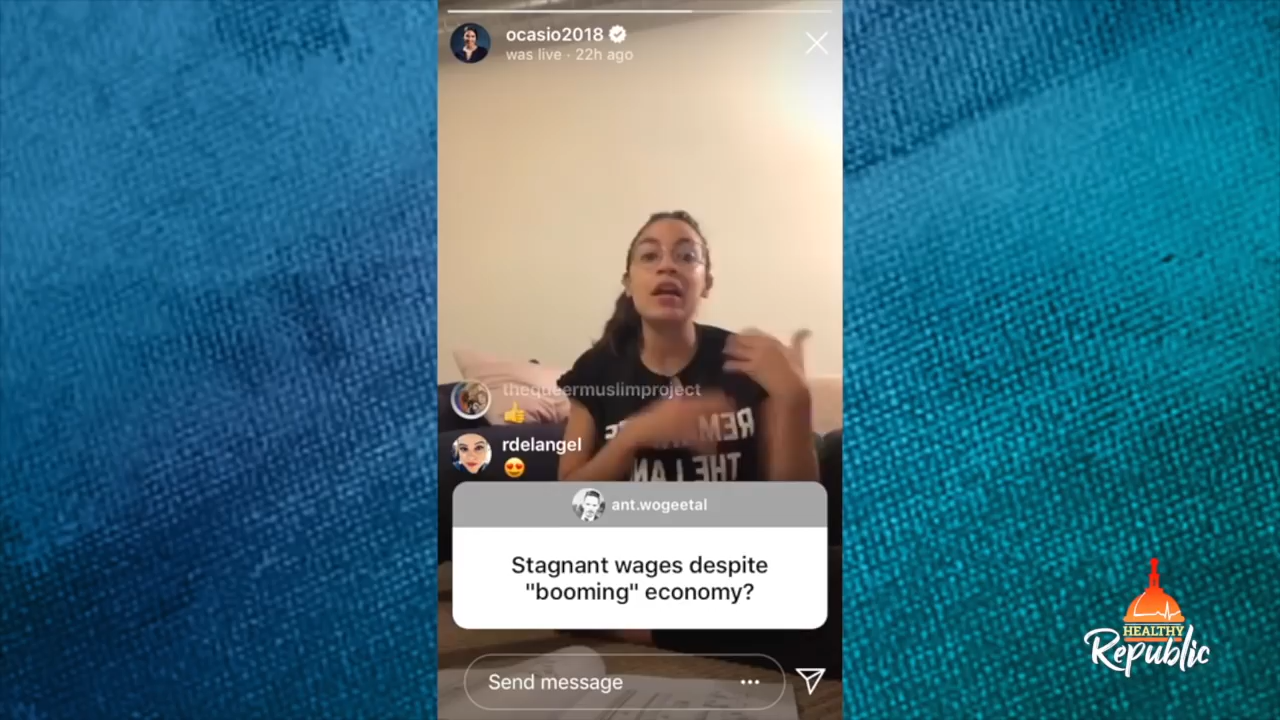 ocasio2018
was live · 22h ago
thequeermuslimproject
👍
rdelangel
😍
ant.wogeetal
Stagnant wages despite
"booming" economy?
Send message
HEALTHY
Republic